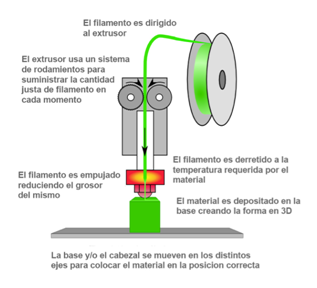 El filamento es dirigido
al extrusor
El extrusor usa un sistema
de rodamientos para
suministrar la cantidad
justa de filamento en
cada momento
El filamento es derretido a la
temperatura requerida por el
material
El filamento es empujado
reduciendo el grosor
del mismo
El material es depositado en la
base creando la forma en 3D
La base y/o el cabezal se mueven en los distintos
ejes para colocar el material en la posicion correcta